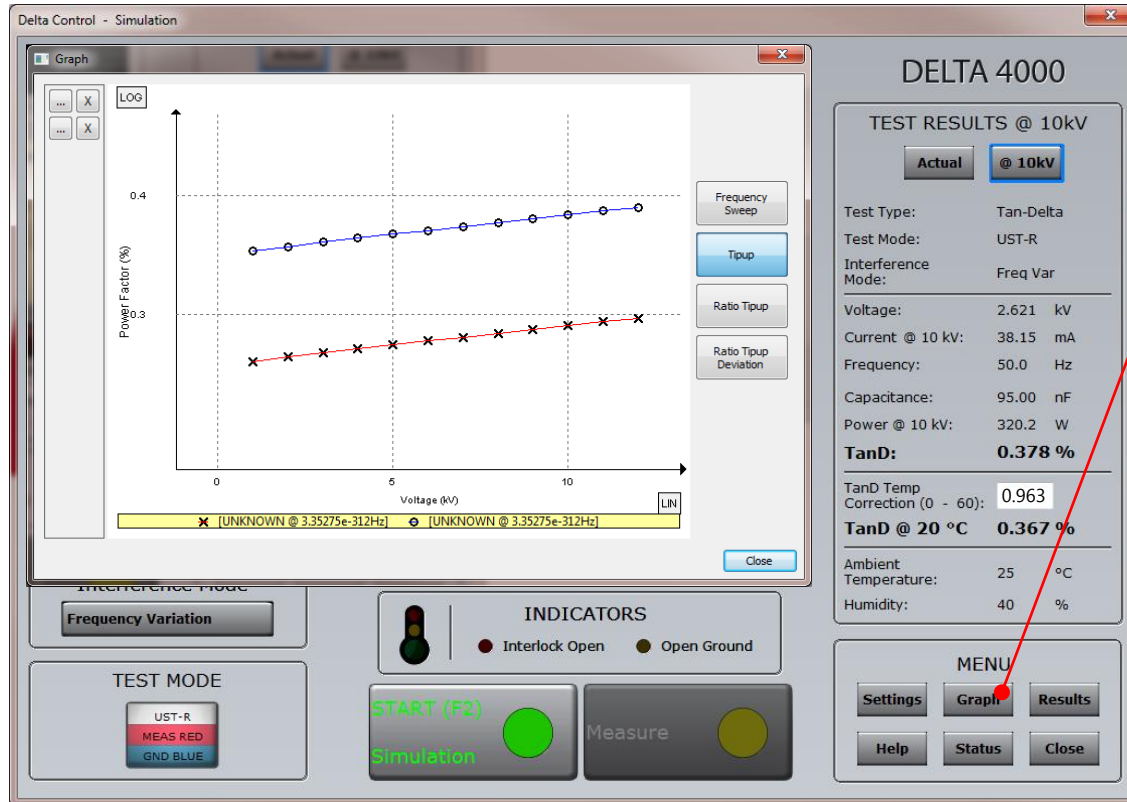 Delta Control - Simulation
X
Graph
X
... X
... X
LOG
0.4
0.3
Power Factor (%)
0
5
10
Voltage (kV)
LIN
[UNKNOWN @ 3.35275e-312Hz] [UNKNOWN @ 3.35275e-312Hz]
Frequency
Sweep
Tipup
Ratio Tipup
Ratio Tipup
Deviation
Close
Interference Mode
Frequency Variation
TEST MODE
UST-R
MEAS RED
GND BLUE
INDICATORS
Interlock Open
Open Ground
START (F2)
Simulation
Measure
DELTA 4000
TEST RESULTS @ 10kV
Actual
@ 10kV
Test Type: Tan-Delta
Test Mode: UST-R
Interference
Mode: Freq Var
Voltage: 2.621 kV
Current @ 10 kV: 38.15 mA
Frequency: 50.0 Hz
Capacitance: 95.00 nF
Power @ 10 kV: 320.2 W
TanD: 0.378 %
TanD Temp
Correction (0 - 60): 0.963
TanD @ 20 °C 0.367 %
Ambient
Temperature: 25 °C
Humidity: 40 %
MENU
Settings
Graph
Results
Help
Status
Close